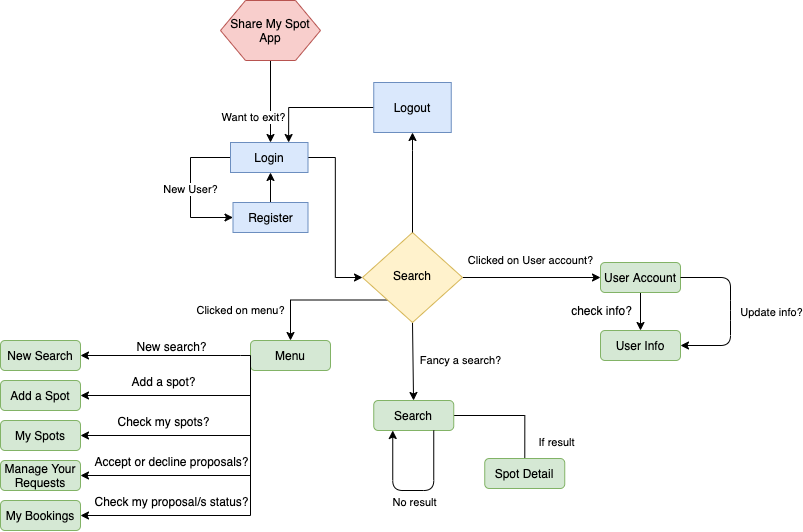 Share My Spot
App
Want to exit?
Logout
Login
New User?
Register
Search
Clicked on User account?
User Account
check info?
Update info?
User Info
Clicked on menu?
Menu
New search?
New Search
Add a spot?
Add a Spot
Check my spots?
My Spots
Accept or decline proposals?
Manage Your
Requests
Check my proposal/s status?
My Bookings
Fancy a search?
Search
If result
Spot Detail
No result